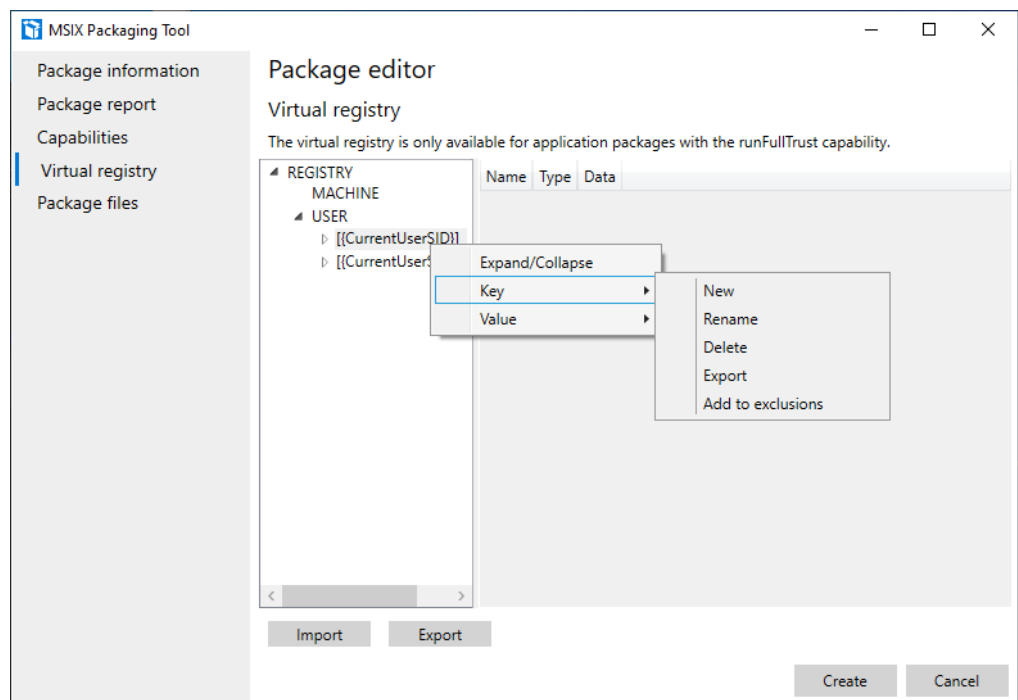 MSIX Packaging Tool
Package information
Package report
Capabilities
Virtual registry
Package files
Package editor
Virtual registry
The virtual registry is only available for application packages with the runFullTrust capability.
REGISTRY
MACHINE
USER
[{CurrentUserSID}]
[{CurrentUser
Name Type Data
Expand/Collapse
Key
Value
New
Rename
Delete
Export
Add to exclusions
Import Export
Create Cancel